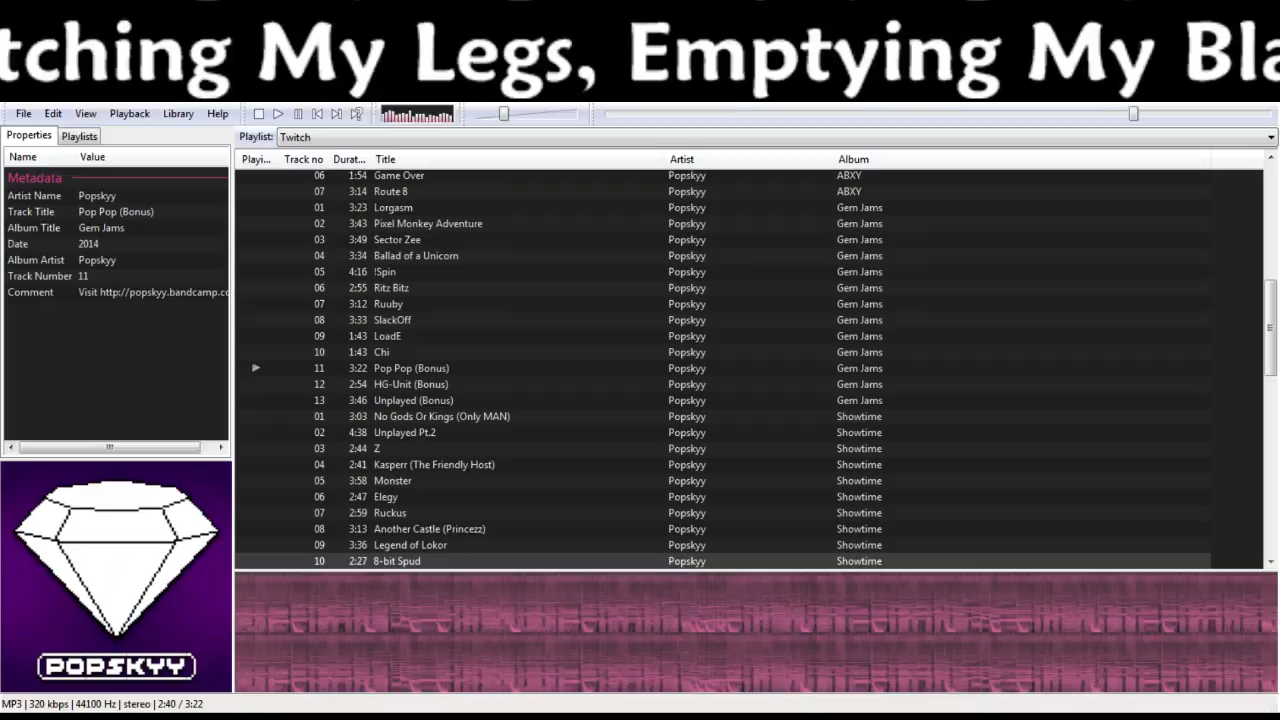 tching My Legs, Emptying My Bla
File Edit View Playback Library Help
Properties Playlists
Playlist: Twitch
Name Value
Metadata
Artist Name Popskyy
Track Title Pop Pop (Bonus)
Album Title Gem Jams
Date 2014
Album Artist Popskyy
Track Number 11
Comment Visit http://popskyy.bandcamp.co
Playi... Track no Durat... Title Artist Album
06 1:54 Game Over Popskyy ABXY
07 3:14 Route 8 Popskyy ABXY
01 3:23 Lorgasm Popskyy Gem Jams
02 3:43 Pixel Monkey Adventure Popskyy Gem Jams
03 3:49 Sector Zee Popskyy Gem Jams
04 3:34 Ballad of a Unicorn Popskyy Gem Jams
05 4:16 !Spin Popskyy Gem Jams
06 2:55 Ritz Bitz Popskyy Gem Jams
07 3:12 Ruuby Popskyy Gem Jams
08 3:33 SlackOff Popskyy Gem Jams
09 1:43 LoadE Popskyy Gem Jams
10 1:43 Chi Popskyy Gem Jams
11 3:22 Pop Pop (Bonus) Popskyy Gem Jams
12 2:54 HG-Unit (Bonus) Popskyy Gem Jams
13 3:46 Unplayed (Bonus) Popskyy Gem Jams
01 3:03 No Gods Or Kings (Only MAN) Popskyy Showtime
02 4:38 Unplayed Pt.2 Popskyy Showtime
03 2:44 Z Popskyy Showtime
04 2:41 Kasperr (The Friendly Host) Popskyy Showtime
05 3:58 Monster Popskyy Showtime
06 2:47 Elegy Popskyy Showtime
07 2:59 Ruckus Popskyy Showtime
08 3:13 Another Castle (Princezz) Popskyy Showtime
09 3:36 Legend of Lokor Popskyy Showtime
10 2:27 8-bit Spud Popskyy Showtime
POPSKYY
MP3 | 320 kbps | 44100 Hz | stereo | 2:40 / 3:22